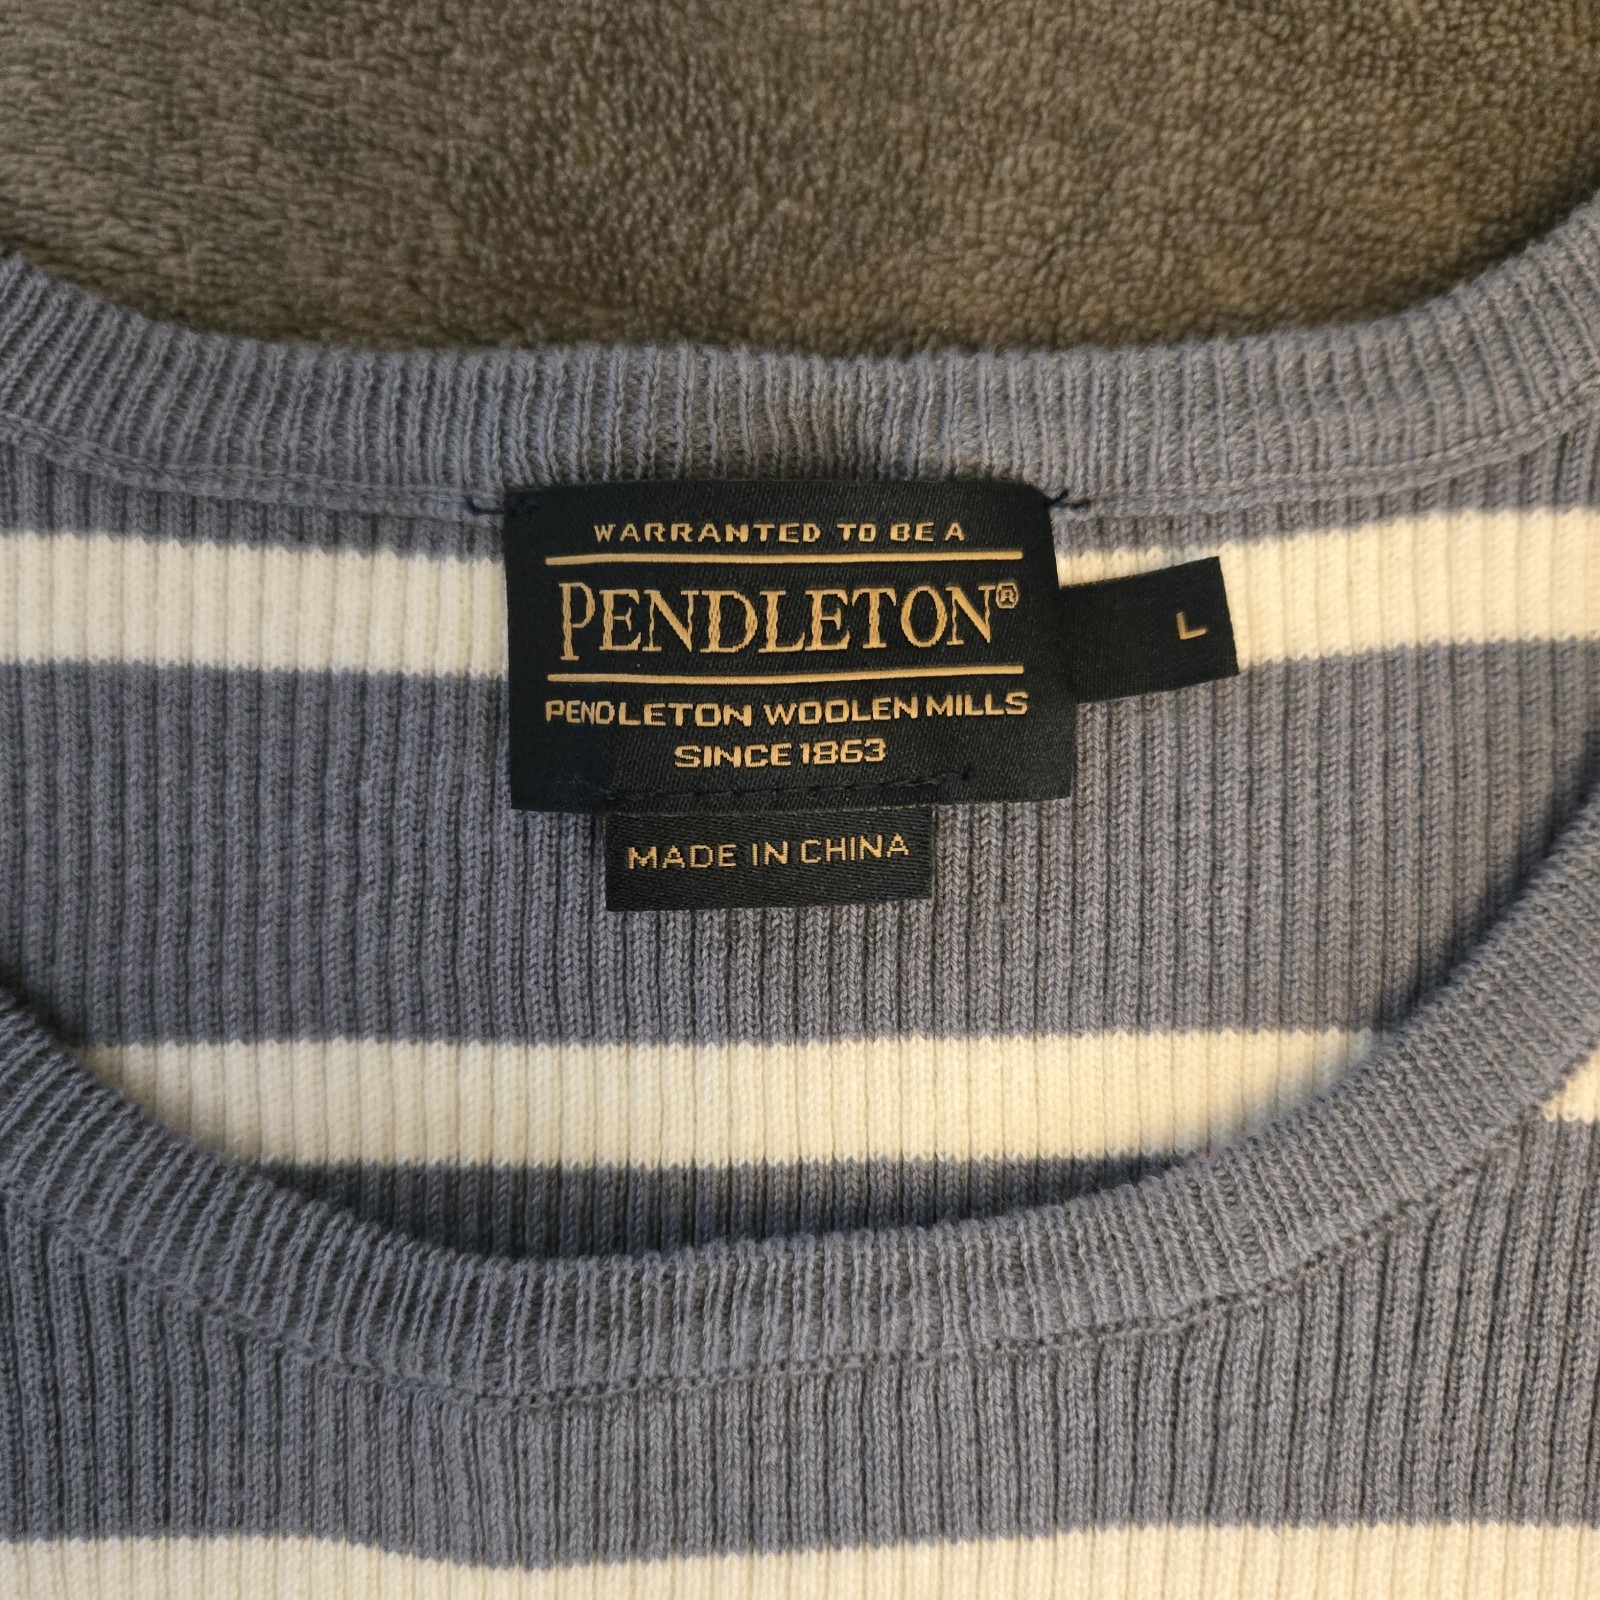 WARRANTED TO BE A
PENDLETON®
L
PENDLETON WOOLEN MILLS
SINCE 1863
MADE IN CHINA